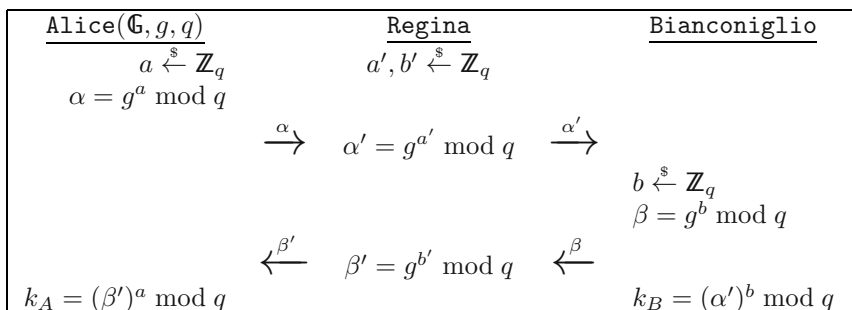 Alice(𝔾, g, q) Regina Bianconiglio
a ←$ ℤ_q a′, b′ ←$ ℤ_q
α = g^a mod q
α→ α′ = g^{a′} mod q α′→
b ←$ ℤ_q
β = g^b mod q
β′← β′ = g^{b′} mod q β←
k_A = (β′)^a mod q k_B = (α′)^b mod q